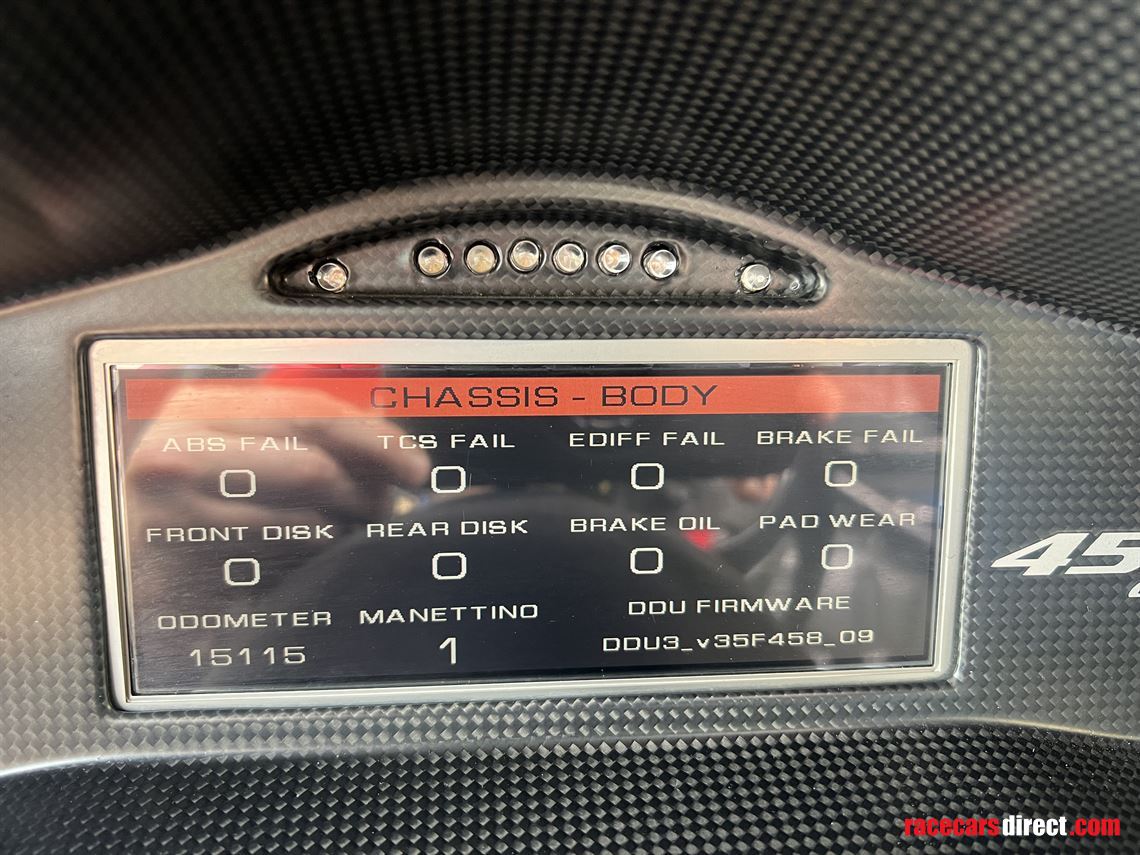 CHASSIS - BODY
ABS FAIL TCS FAIL EDIFF FAIL BRAKE FAIL
0 0 0 0
FRONT DISK REAR DISK BRAKE OIL PAD WEAR
0 0 0 0
ODOMETER MANETTINO DDU FIRMWARE
15115 1 DDU3_v35F458_09
45
racecarsdirect.com